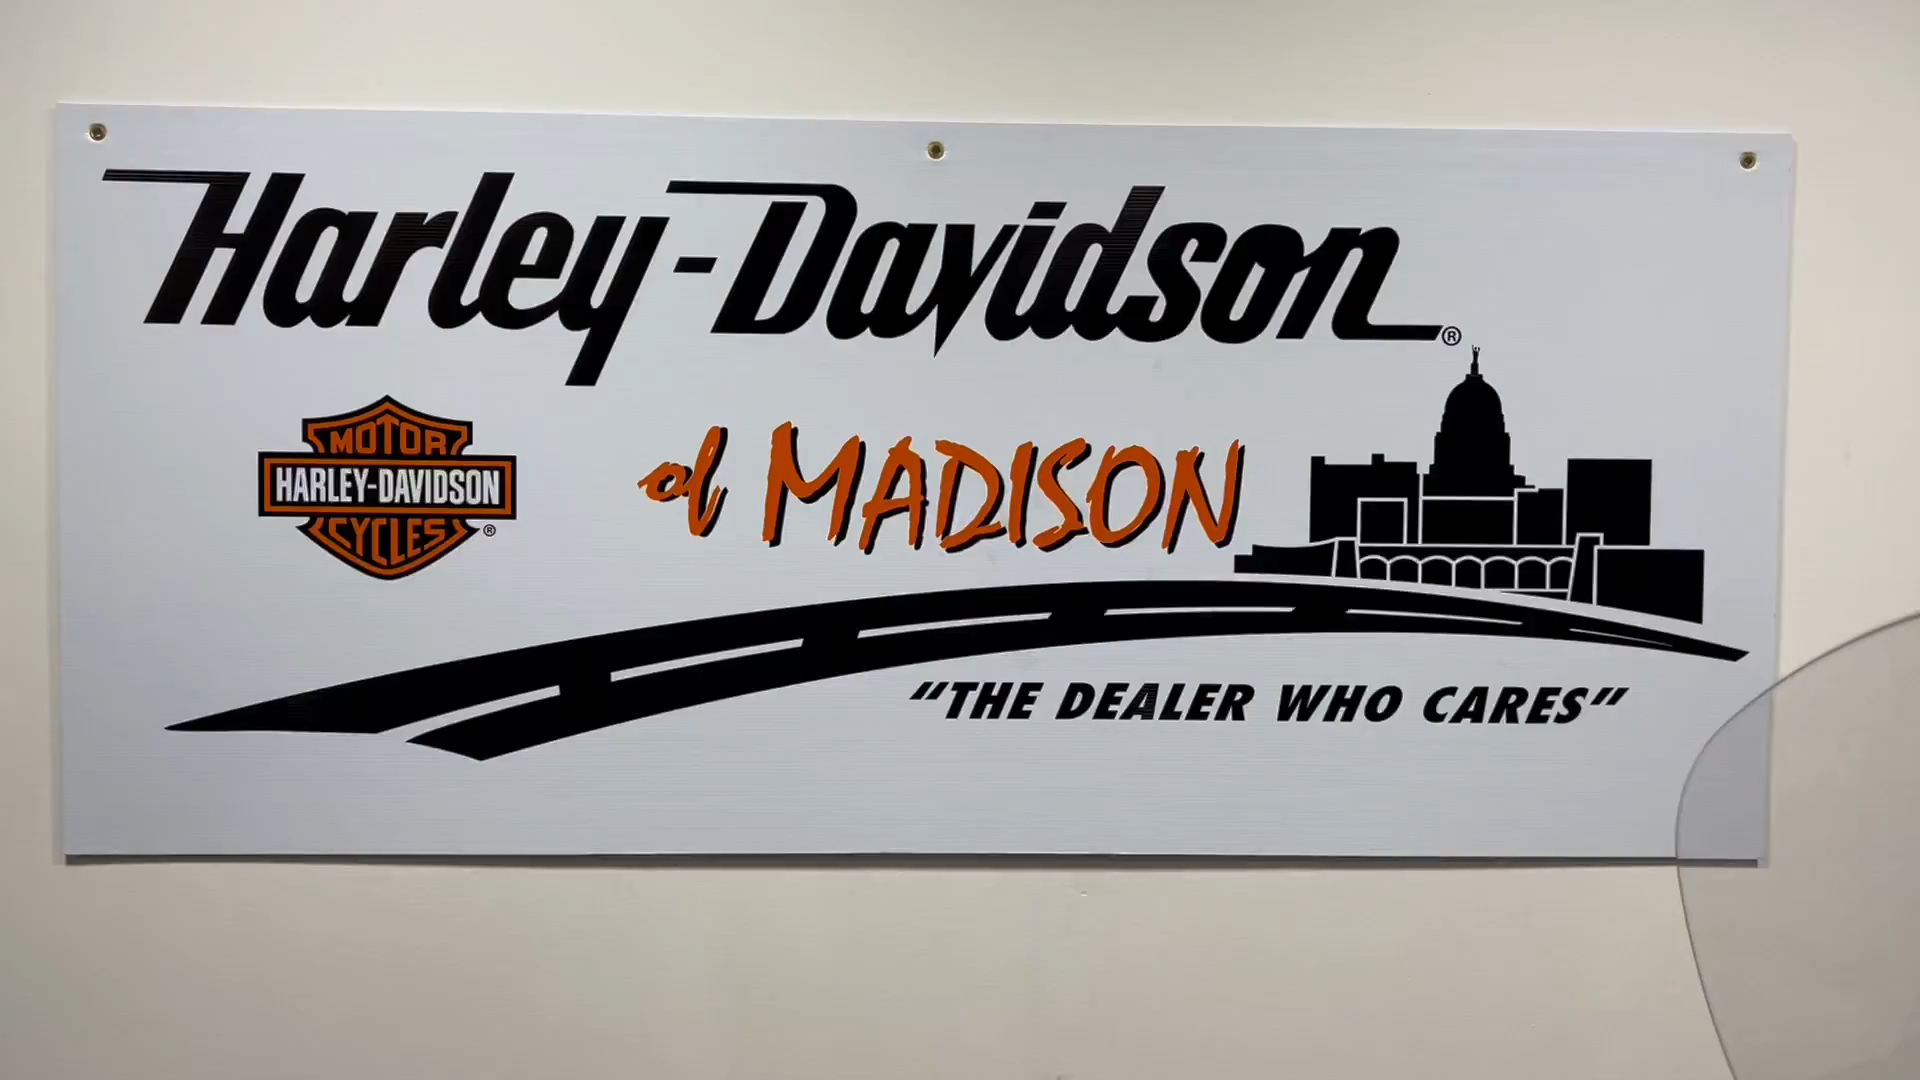 Harley-Davidson®
MOTOR
HARLEY-DAVIDSON
CYCLES ®
of MADISON
"THE DEALER WHO CARES"